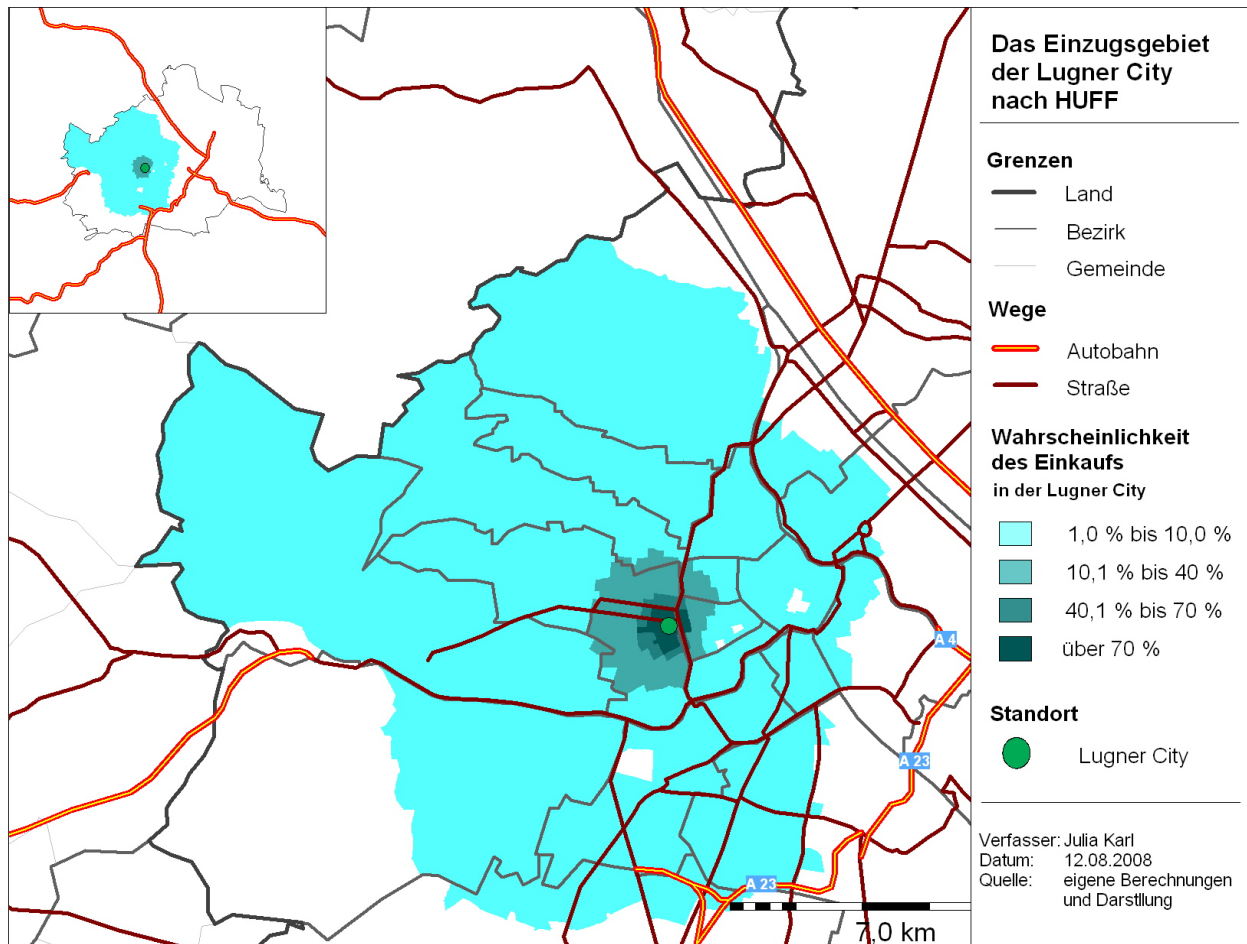 Das Einzugsgebiet
der Lugner City
nach HUFF
Grenzen
Land
Bezirk
Gemeinde
Wege
Autobahn
Straße
Wahrscheinlichkeit
des Einkaufs
in der Lugner City
1,0 % bis 10,0 %
10,1 % bis 40 %
40,1 % bis 70 %
über 70 %
Standort
Lugner City
Verfasser: Julia Karl
Datum: 12.08.2008
Quelle: eigene Berechnungen
und Darstllung
A 4
A 23
A 23
7,0 km